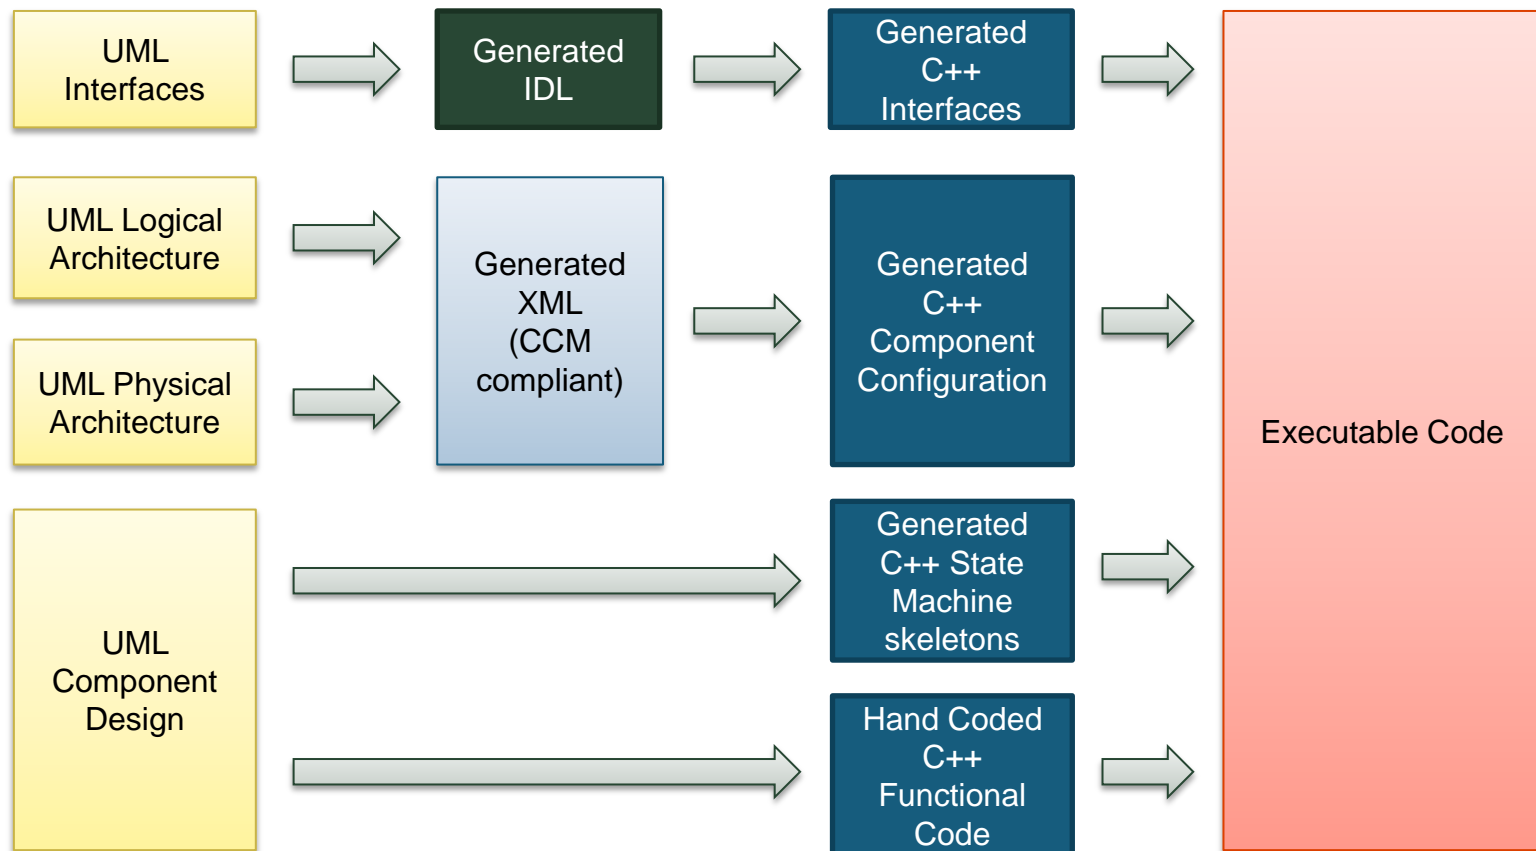 UML
Interfaces
Generated
IDL
Generated
C++
Interfaces
UML Logical
Architecture
UML Physical
Architecture
Generated
XML
(CCM
compliant)
Generated
C++
Component
Configuration
Executable Code
UML
Component
Design
Generated
C++ State
Machine
skeletons
Hand Coded
C++
Functional
Code